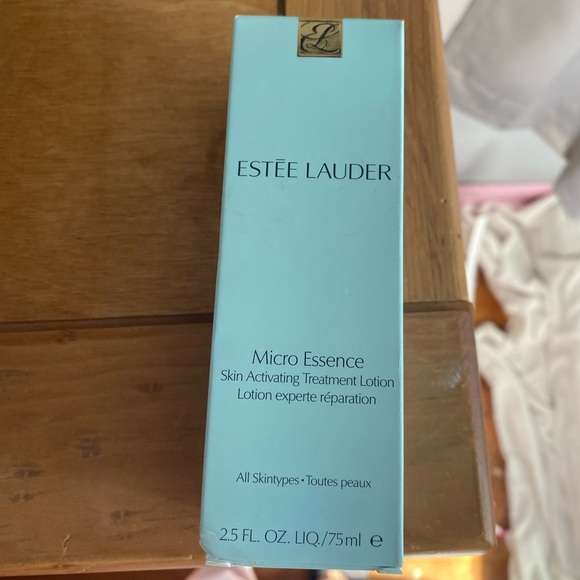 ESTĒE LAUDER
Micro Essence
Skin Activating Treatment Lotion
Lotion experte réparation
All Skintypes • Toutes peaux
2.5 FL. OZ. LIQ./75ml e